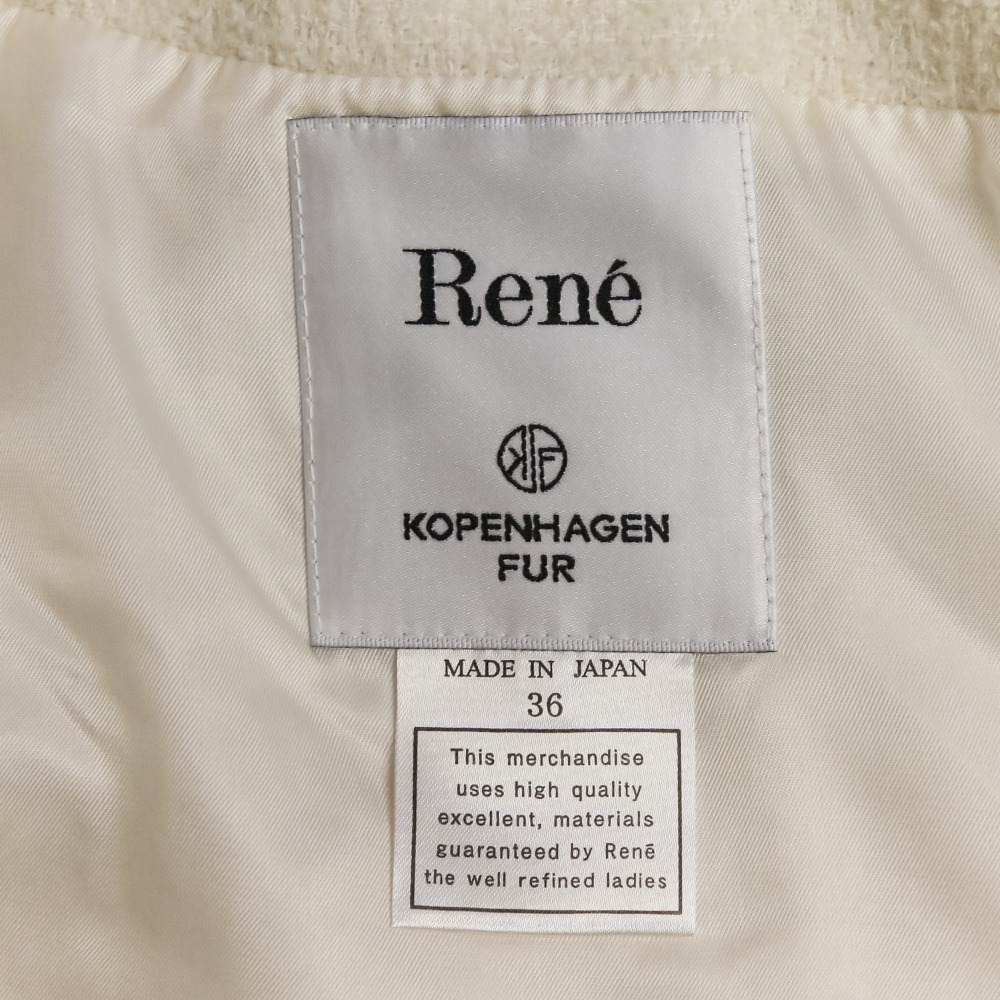 René
KF
KOPENHAGEN
FUR
MADE IN JAPAN
36
This merchandise
uses high quality
excellent, materials
guaranteed by Renē
the well refined ladies